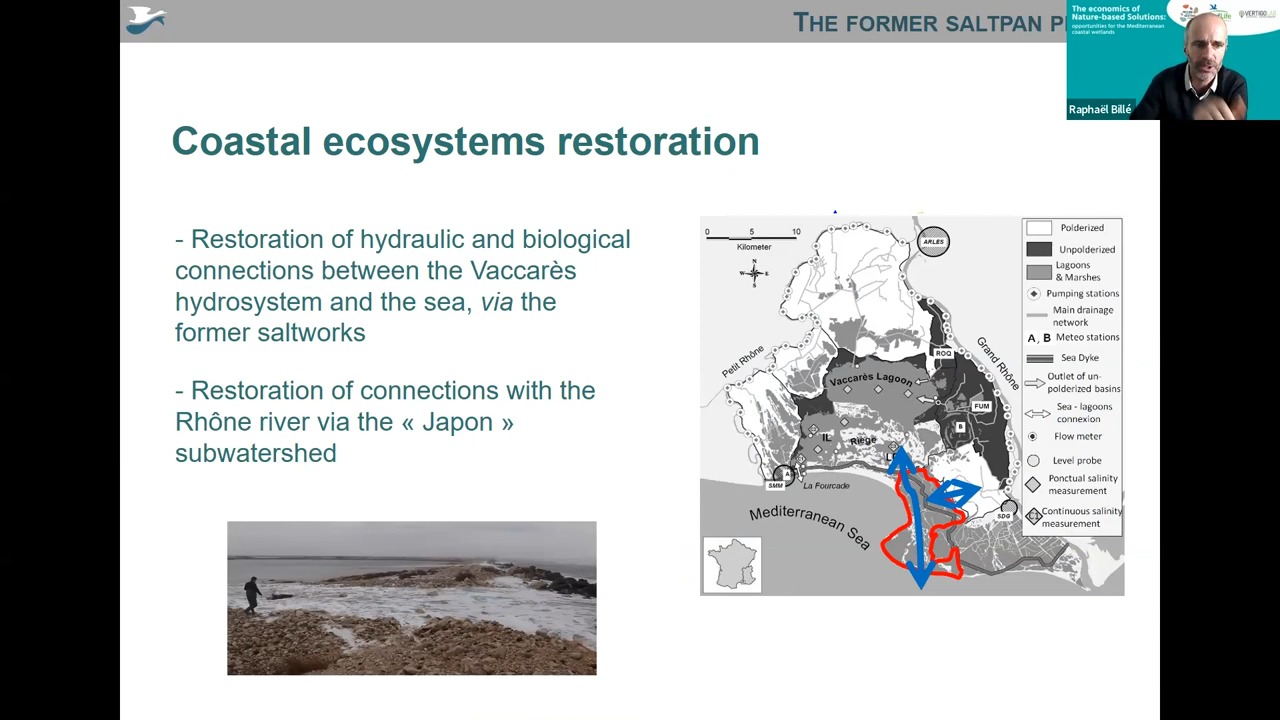 THE FORMER SALTPAN
The economics of
Nature-based Solutions:
opportunities for the Mediterranean
coastal wetlands
VERTIGO
Raphaël Billé
Coastal ecosystems restoration
- Restoration of hydraulic and biological
connections between the Vaccarès
hydrosystem and the sea, via the
former saltworks
- Restoration of connections with the
Rhône river via the « Japon »
subwatershed
0 5 10
Kilometer
N
W E
S
ARLES
Petit Rhône
Grand Rhône
ROQ
Vaccarès Lagoon
FUM
B
IL
Riège
A
SMM
La Fourcade
SDG
Mediterranean Sea
Polderized
Unpolderized
Lagoons
& Marshes
Pumping stations
Main drainage
network
A, B Meteo stations
Sea Dyke
Outlet of un-
polderized basins
Sea - lagoons
connexion
Flow meter
Level probe
Ponctual salinity
measurement
Continuous salinity
measurement